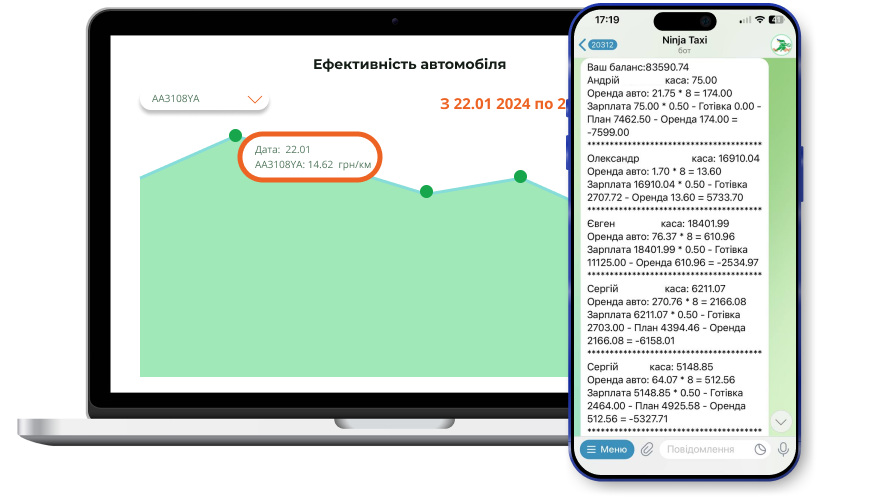 Ефективність автомобіля
AA3108YA
З 22.01 2024 по 2
Дата: 22.01
AA3108YA: 14.62 грн/км
17:19
41
20312
Ninja Taxi
бот
Ваш баланс:83590.74
Андрій каса: 75.00
Оренда авто: 21.75 * 8 = 174.00
Зарплата 75.00 * 0.50 - Готівка 0.00 -
План 7462.50 - Оренда 174.00 =
-7599.00
***************************************
Олександр каса: 16910.04
Оренда авто: 1.70 * 8 = 13.60
Зарплата 16910.04 * 0.50 - Готівка
2707.72 - Оренда 13.60 = 5733.70
***************************************
Євген каса: 18401.99
Оренда авто: 76.37 * 8 = 610.96
Зарплата 18401.99 * 0.50 - Готівка
11125.00 - Оренда 610.96 = -2534.97
***************************************
Сергій каса: 6211.07
Оренда авто: 270.76 * 8 = 2166.08
Зарплата 6211.07 * 0.50 - Готівка
2703.00 - План 4394.46 - Оренда
2166.08 = -6158.01
***************************************
Сергій каса: 5148.85
Оренда авто: 64.07 * 8 = 512.56
Зарплата 5148.85 * 0.50 - Готівка
2464.00 - План 4925.58 - Оренда
512.56 = -5327.71
***************************************
Меню
Повідомлення